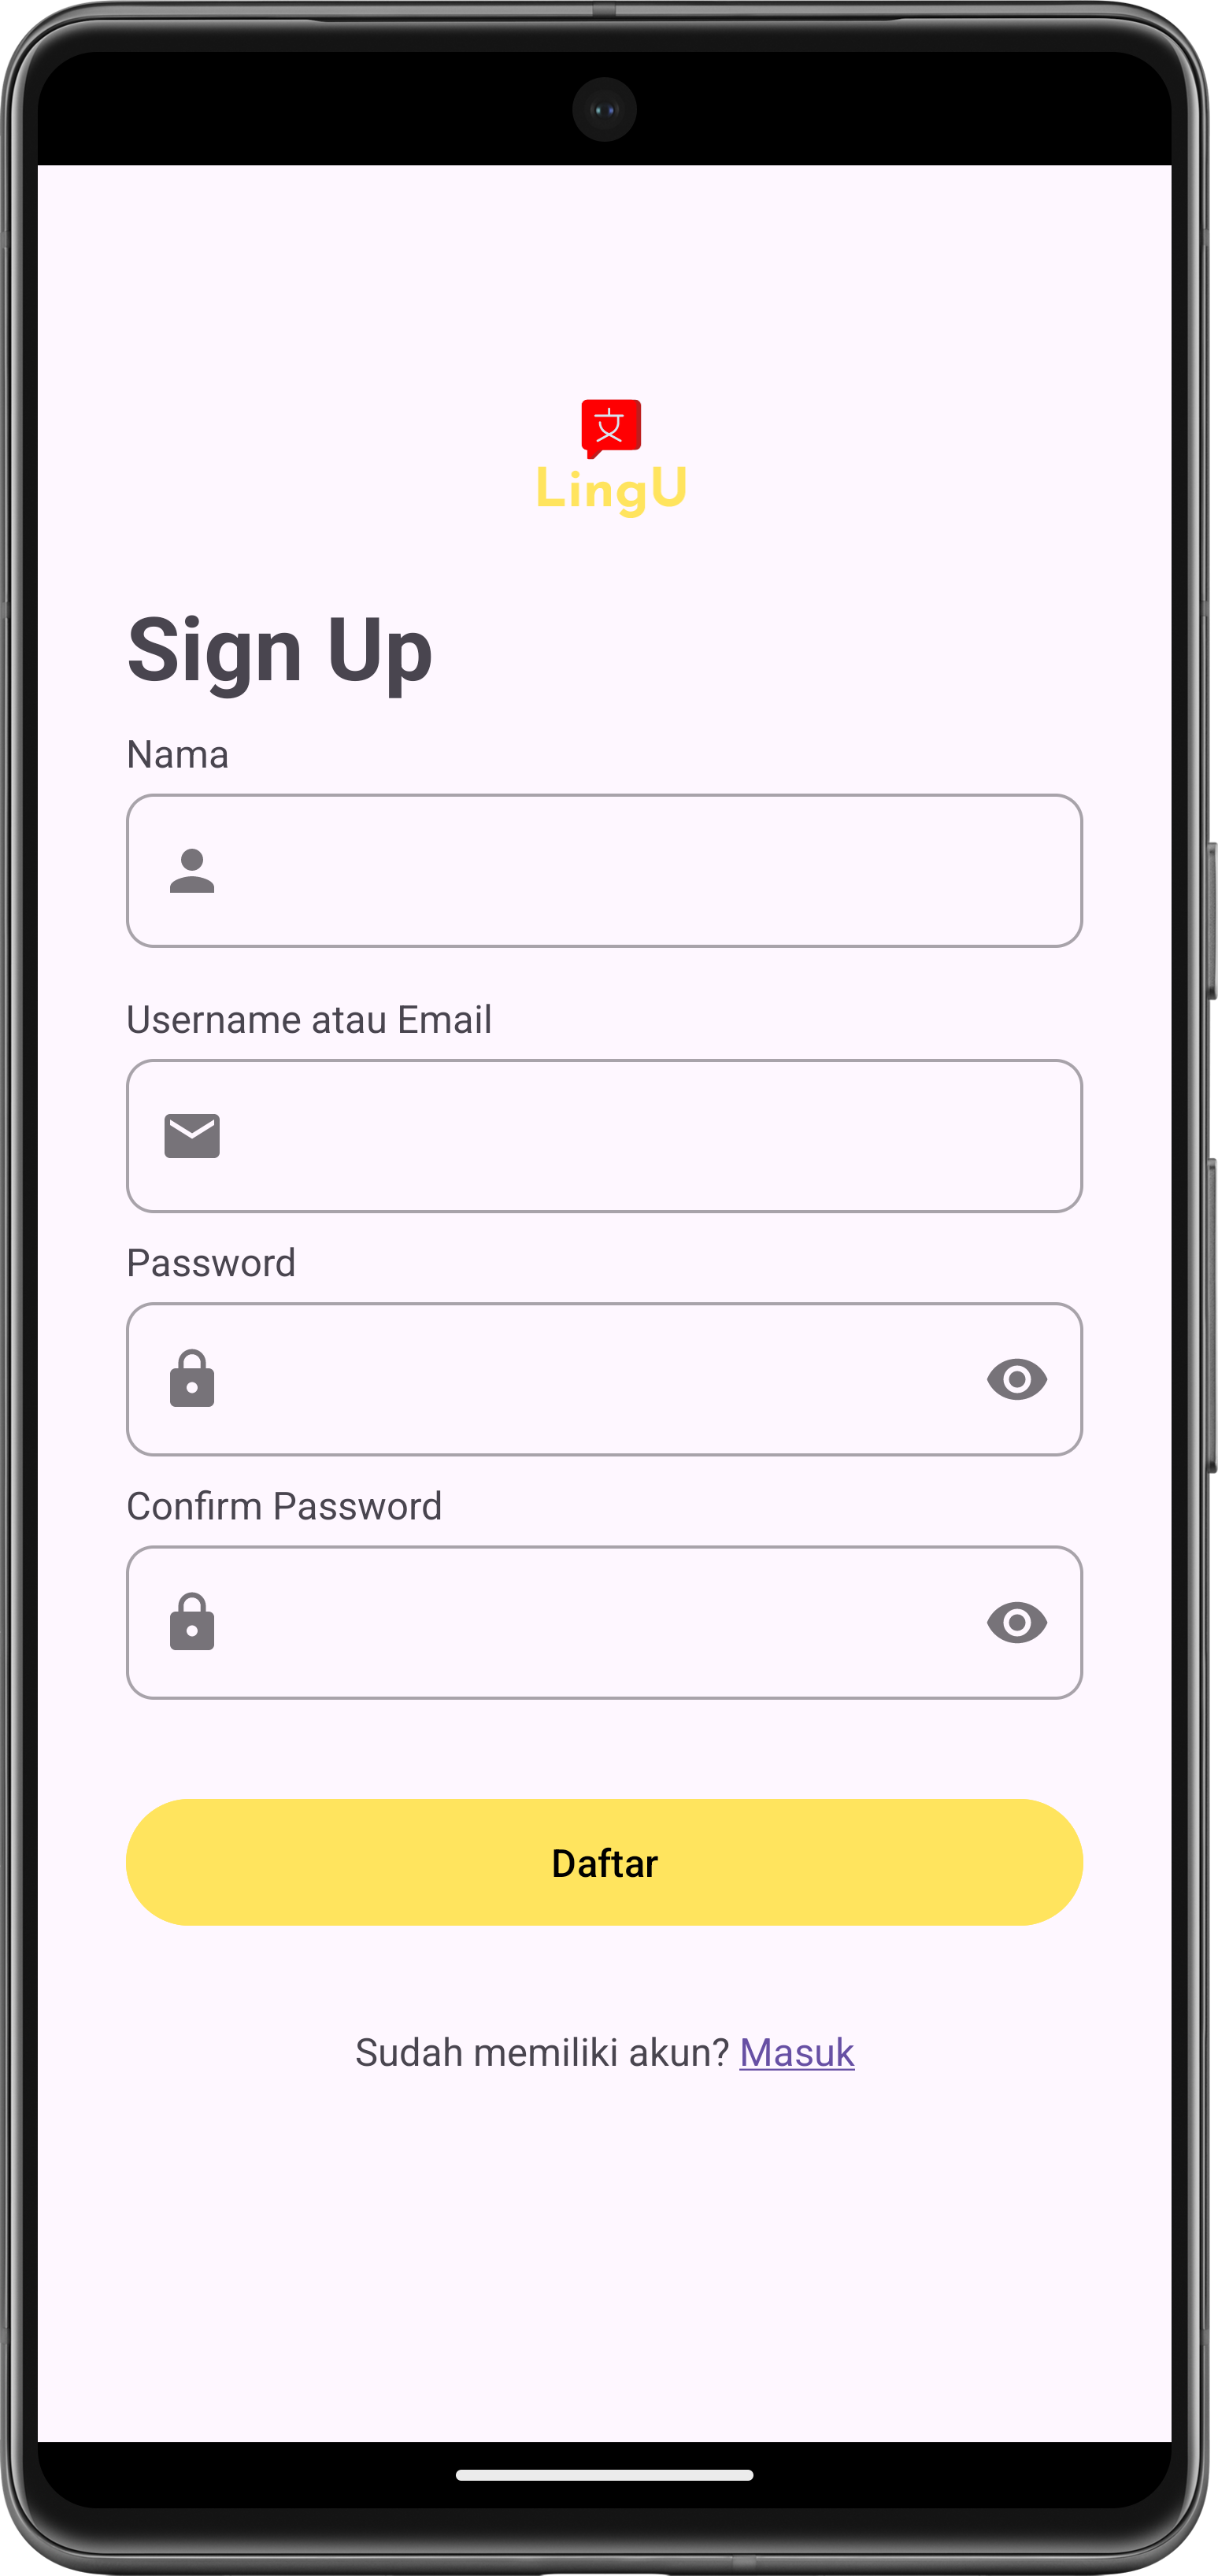 文
LingU
Sign Up
Nama
Username atau Email
Password
Confirm Password
Daftar
Sudah memiliki akun? Masuk